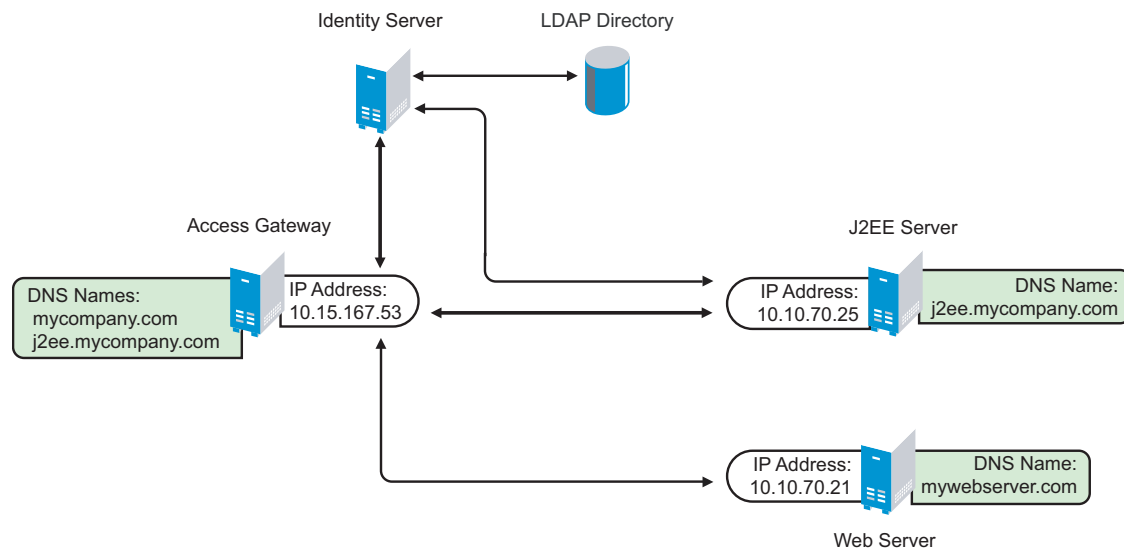 Identity Server
LDAP Directory
Access Gateway
J2EE Server
DNS Names:
mycompany.com
j2ee.mycompany.com
IP Address:
10.15.167.53
IP Address:
10.10.70.25
DNS Name:
j2ee.mycompany.com
IP Address:
10.10.70.21
DNS Name:
mywebserver.com
Web Server